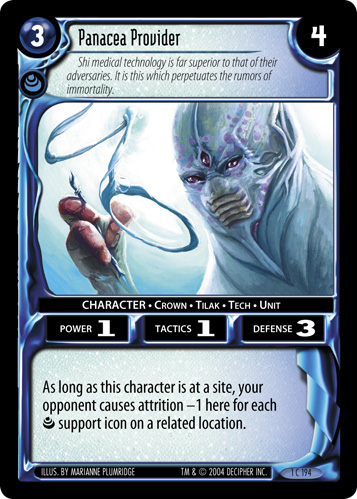 3 Panacea Provider 4
Shi medical technology is far superior to that of their
adversaries. It is this which perpetuates the rumors of
immortality.
CHARACTER • CROWN • TILAK • TECH • UNIT
POWER 1 TACTICS 1 DEFENSE 3
As long as this character is at a site, your
opponent causes attrition –1 here for each
support icon on a related location.
ILLUS. BY MARIANNE PLUMRIDGE TM & © 2004 DECIPHER INC. 1 C 194